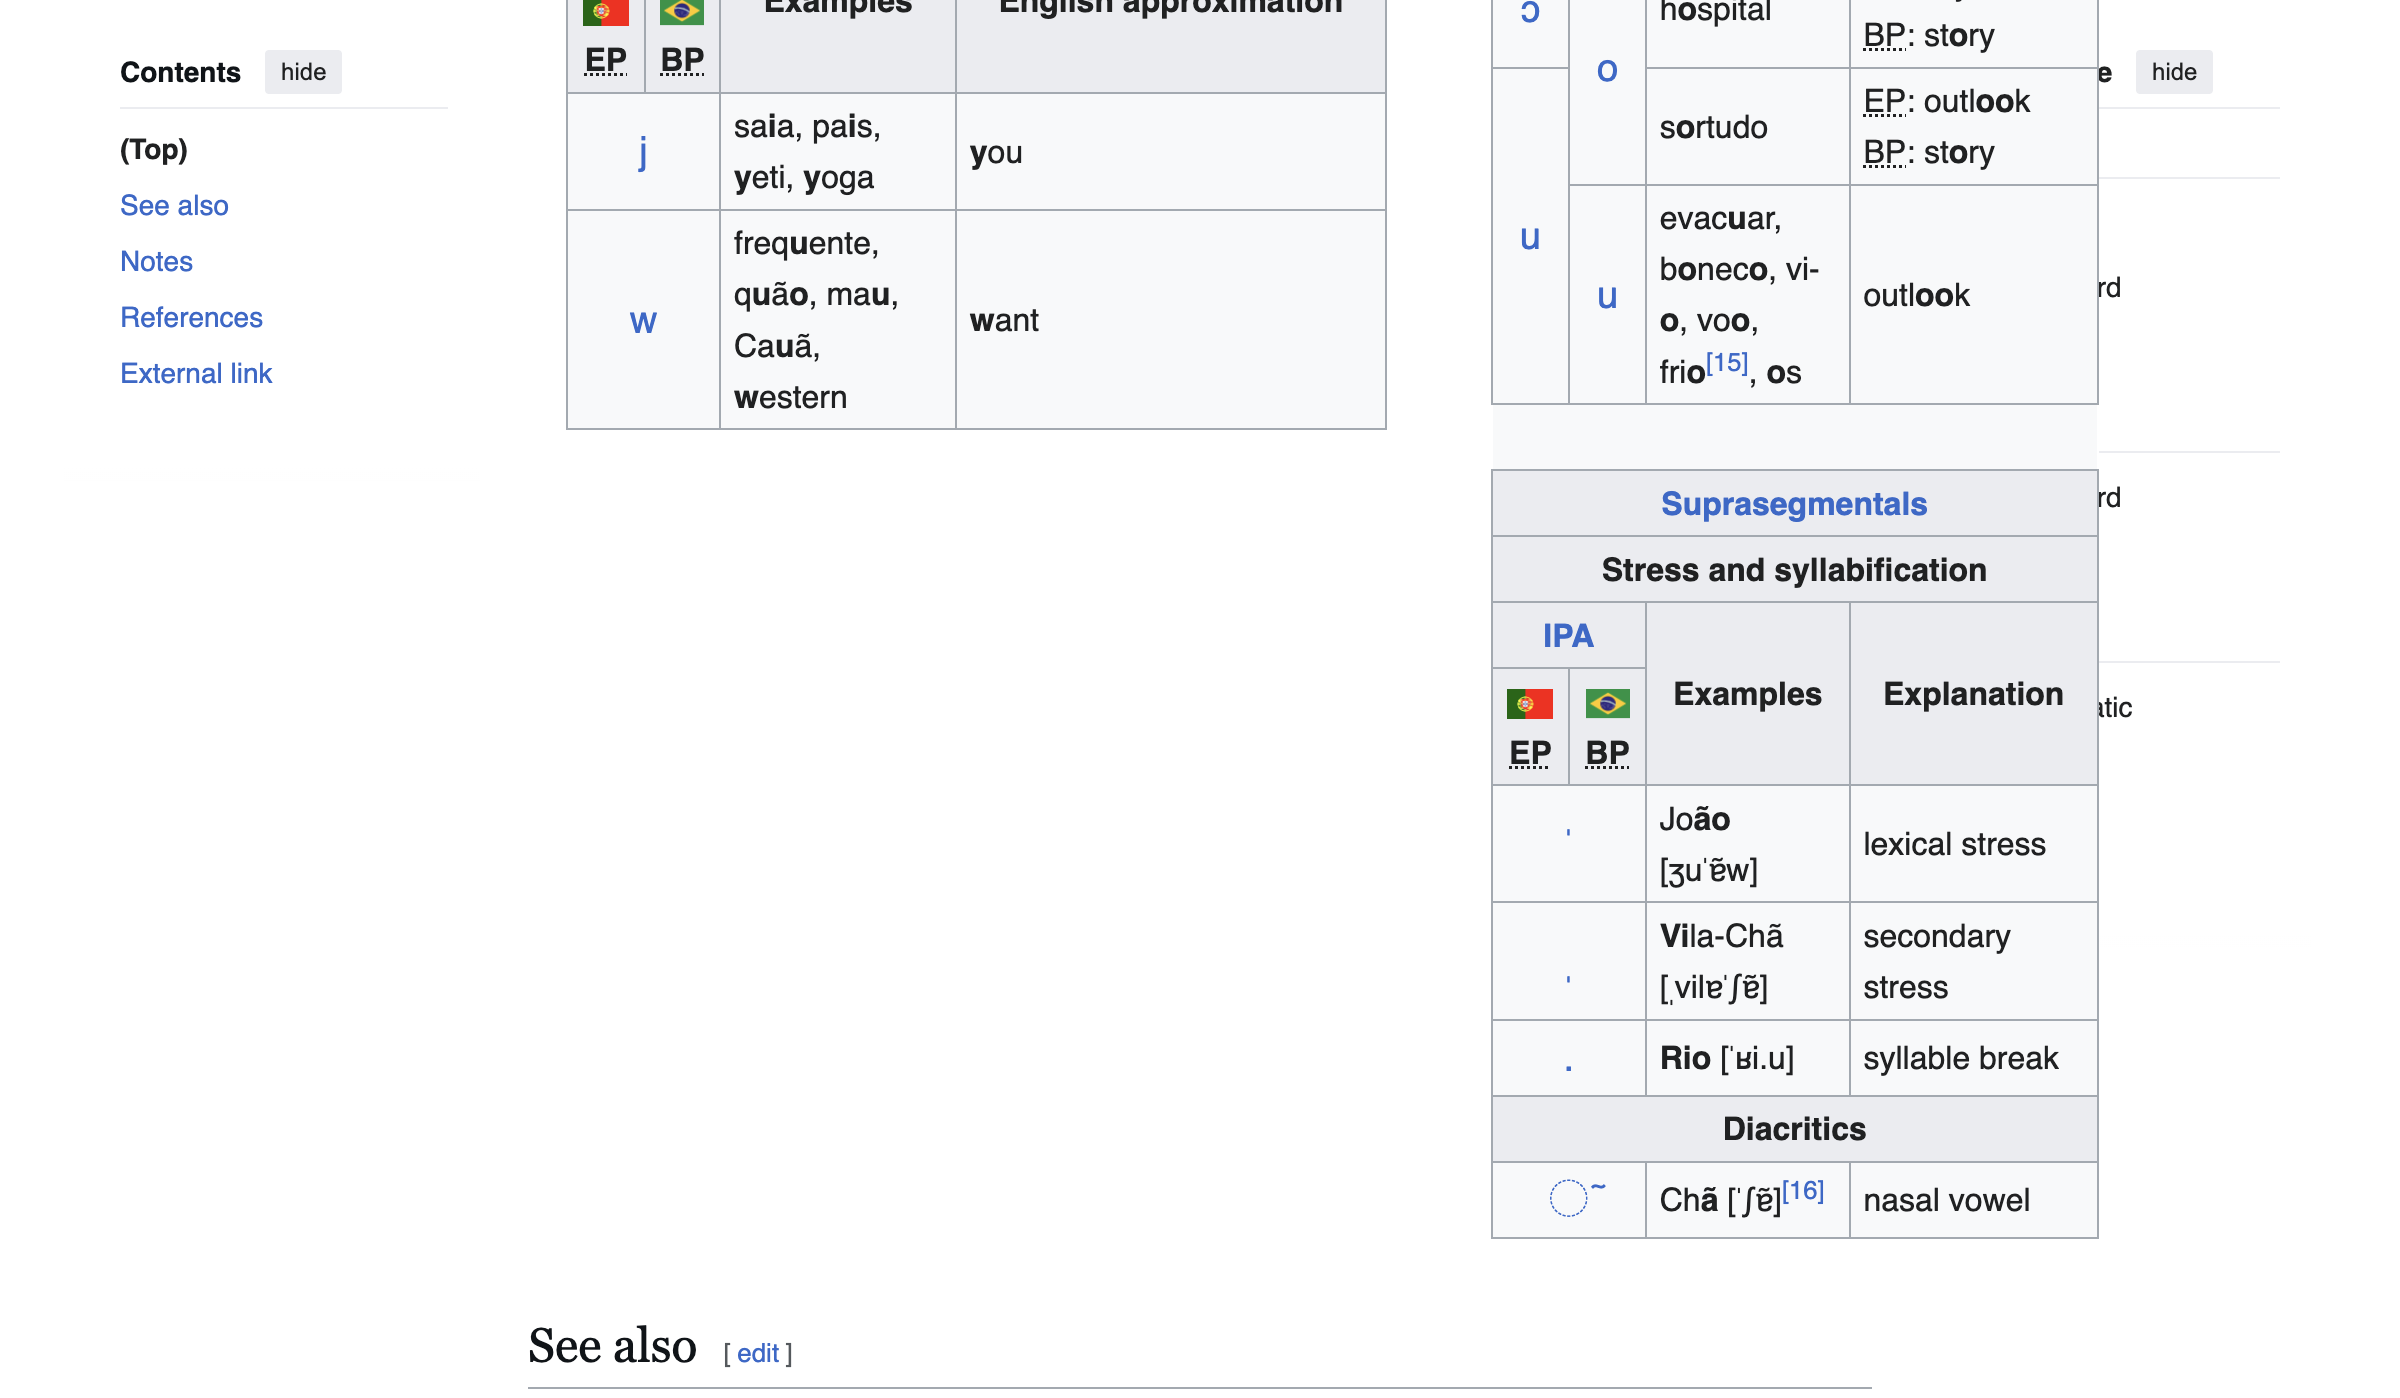 Contents hide
(Top)
See also
Notes
References
External link
Examples
English approximation
EP
BP
j
saia, pais,
yeti, yoga
you
w
frequente,
quão, mau,
Cauã,
western
want
ɔ
o
hospital
BP: story
u
sortudo
EP: outlook
BP: story
u
evacuar,
boneco, vi-
o, voo,
frio[15], os
outlook
Suprasegmentals
Stress and syllabification
IPA
Examples
Explanation
EP
BP
ˈ
João
[ʒuˈɐ̃w]
lexical stress
ˌ
Vila-Chã
[ˌvilɐˈʃɐ̃]
secondary
stress
.
Rio [ˈʁi.u]
syllable break
Diacritics
◌̃
Chã [ˈʃɐ̃][16]
nasal vowel
hide
See also [ edit ]